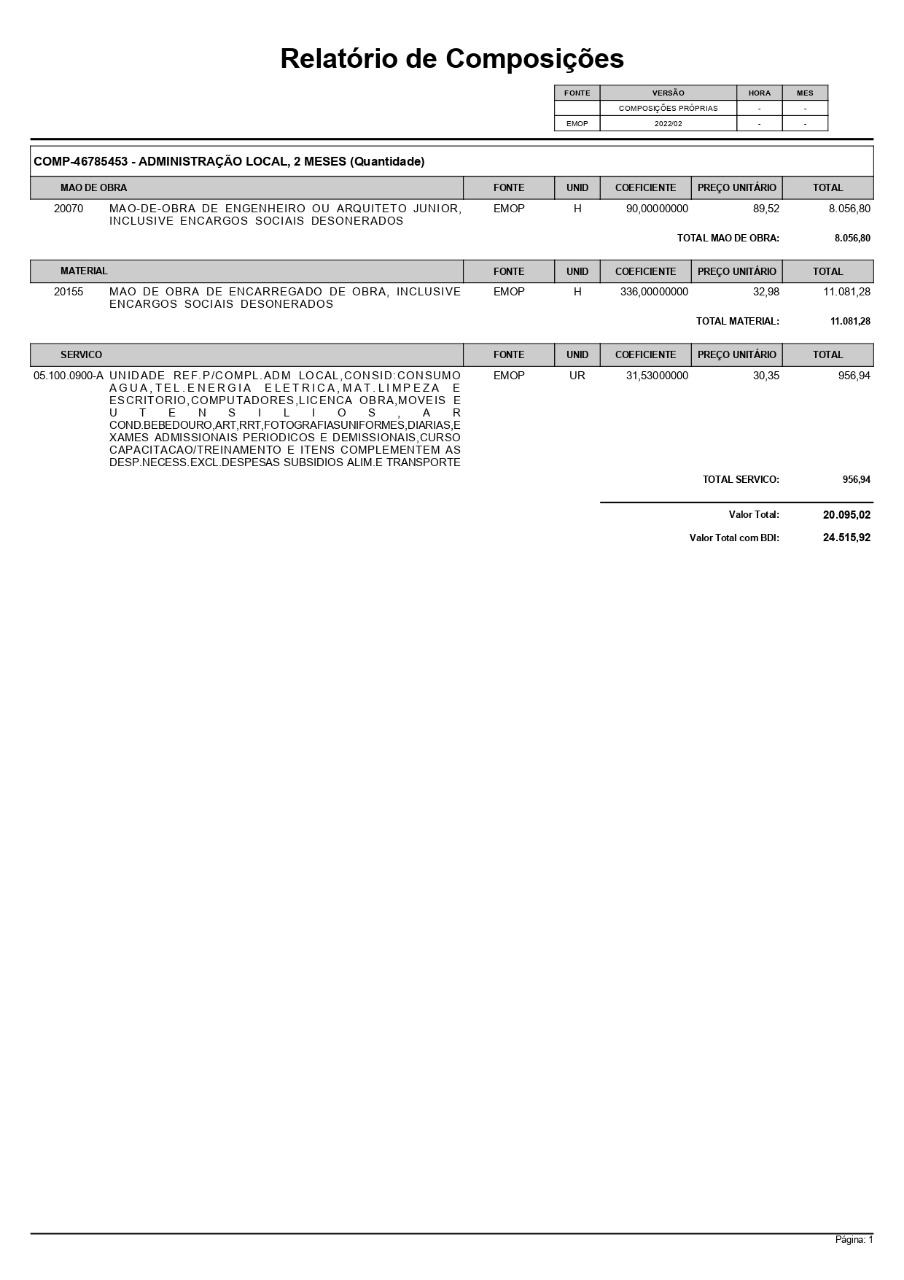 Relatório de Composições
FONTE VERSÃO HORA MES
COMPOSIÇÕES PRÓPRIAS - -
EMOP 2022/02 - -
COMP-46785453 - ADMINISTRAÇÃO LOCAL, 2 MESES (Quantidade)
MAO DE OBRA FONTE UNID COEFICIENTE PREÇO UNITÁRIO TOTAL
20070 MAO-DE-OBRA DE ENGENHEIRO OU ARQUITETO JUNIOR, EMOP H 90,00000000 89,52 8.056,80
INCLUSIVE ENCARGOS SOCIAIS DESONERADOS
TOTAL MAO DE OBRA: 8.056,80
MATERIAL FONTE UNID COEFICIENTE PREÇO UNITÁRIO TOTAL
20155 MAO DE OBRA DE ENCARREGADO DE OBRA, INCLUSIVE EMOP H 336,00000000 32,98 11.081,28
ENCARGOS SOCIAIS DESONERADOS
TOTAL MATERIAL: 11.081,28
SERVICO FONTE UNID COEFICIENTE PREÇO UNITÁRIO TOTAL
05.100.0900-A UNIDADE REF.P/COMPL.ADM LOCAL,CONSID:CONSUMO EMOP UR 31,53000000 30,35 956,94
AGUA,TEL.ENERGIA ELETRICA,MAT.LIMPEZA E
ESCRITORIO,COMPUTADORES,LICENCA OBRA,MOVEIS E
U T E N S I L I O S , A R
COND.BEBEDOURO,ART,RRT,FOTOGRAFIASUNIFORMES,DIARIAS,E
XAMES ADMISSIONAIS PERIODICOS E DEMISSIONAIS,CURSO
CAPACITACAO/TREINAMENTO E ITENS COMPLEMENTEM AS
DESP.NECESS.EXCL.DESPESAS SUBSIDIOS ALIM.E TRANSPORTE
TOTAL SERVICO: 956,94
Valor Total: 20.095,02
Valor Total com BDI: 24.515,92
Página: 1